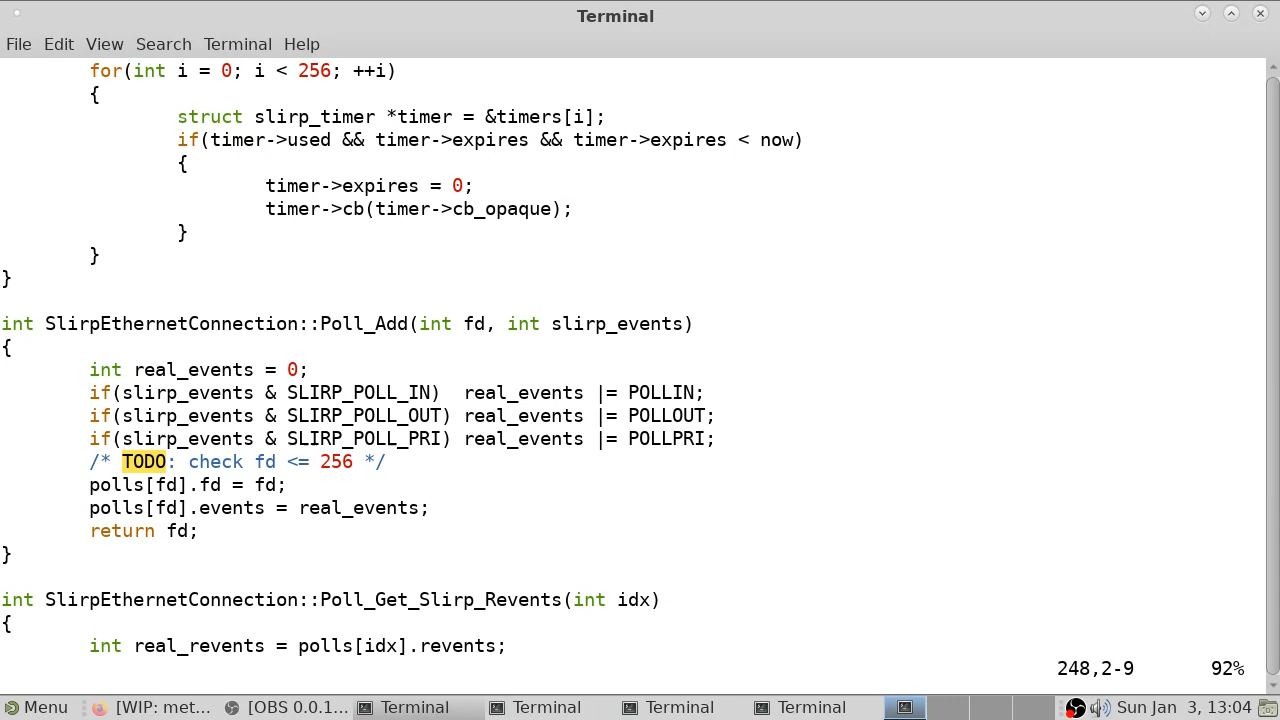 Terminal
File Edit View Search Terminal Help
for(int i = 0; i < 256; ++i)
{
struct slirp_timer *timer = &timers[i];
if(timer->used && timer->expires && timer->expires < now)
{
timer->expires = 0;
timer->cb(timer->cb_opaque);
}
}
}
int SlirpEthernetConnection::Poll_Add(int fd, int slirp_events)
{
int real_events = 0;
if(slirp_events & SLIRP_POLL_IN)  real_events |= POLLIN;
if(slirp_events & SLIRP_POLL_OUT) real_events |= POLLOUT;
if(slirp_events & SLIRP_POLL_PRI) real_events |= POLLPRI;
/* TODO: check fd <= 256 */
polls[fd].fd = fd;
polls[fd].events = real_events;
return fd;
}
int SlirpEthernetConnection::Poll_Get_Slirp_Revents(int idx)
{
int real_revents = polls[idx].revents;
248,2-9 92%
Menu [WIP: met... [OBS 0.0.1... Terminal Terminal Terminal Terminal Sun Jan 3, 13:04